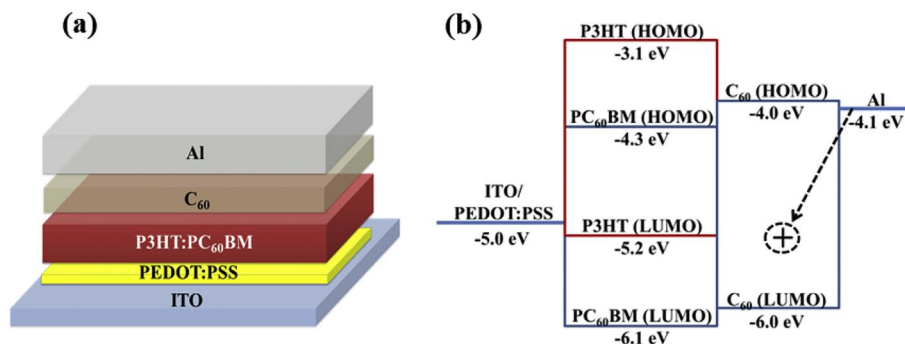 (a)
Al
C₆₀
P3HT:PC₆₀BM
PEDOT:PSS
ITO
(b)
P3HT (HOMO)
-3.1 eV
C₆₀ (HOMO)
-4.0 eV
Al
-4.1 eV
PC₆₀BM (HOMO)
-4.3 eV
ITO/
PEDOT:PSS
-5.0 eV
P3HT (LUMO)
-5.2 eV
+
C₆₀ (LUMO)
-6.0 eV
PC₆₀BM (LUMO)
-6.1 eV